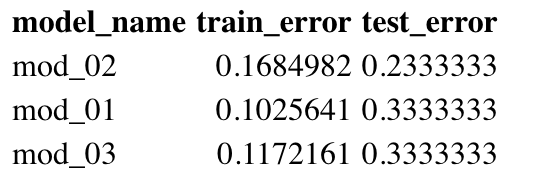 model_name train_error test_error
mod_02 0.1684982 0.2333333
mod_01 0.1025641 0.3333333
mod_03 0.1172161 0.3333333